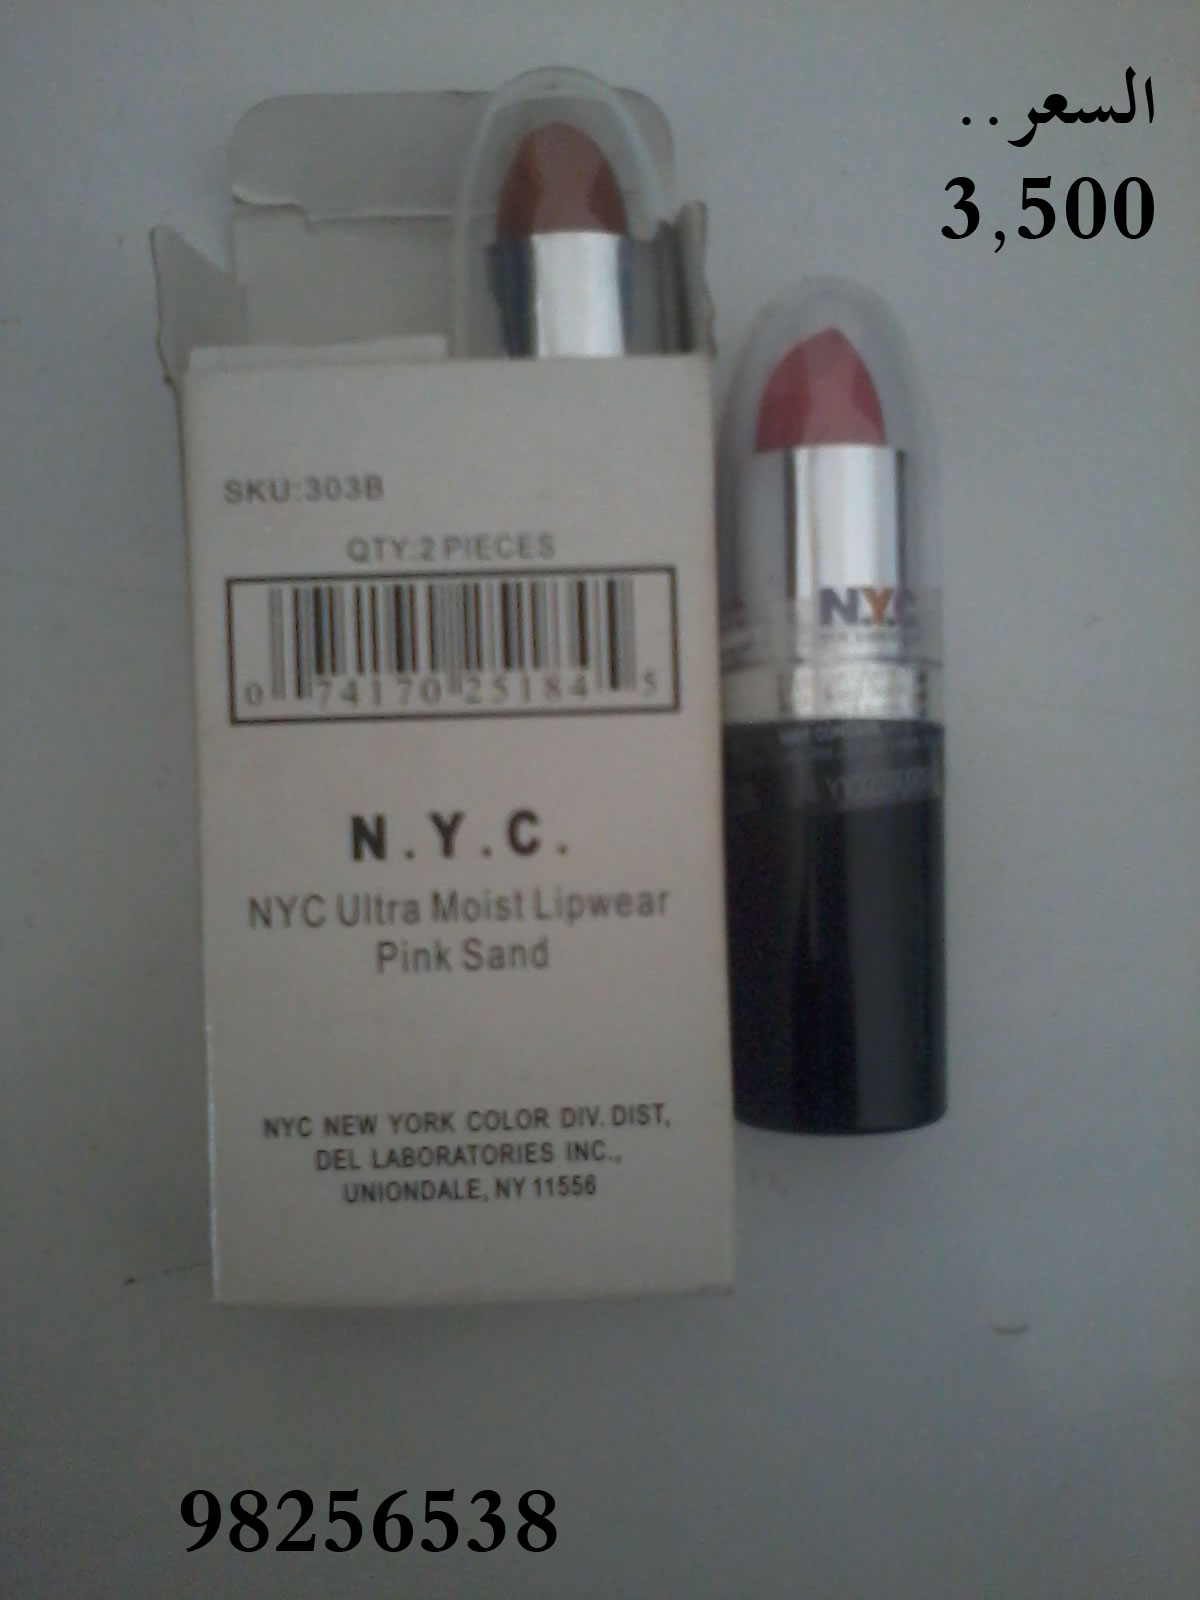 السعر..
3,500
SKU:303B
QTY:2 PIECES
0 74170 25184 5
N.Y.C.
NYC Ultra Moist Lipwear
Pink Sand
NYC NEW YORK COLOR DIV. DIST,
DEL LABORATORIES INC.,
UNIONDALE, NY 11556
N.Y.C
98256538